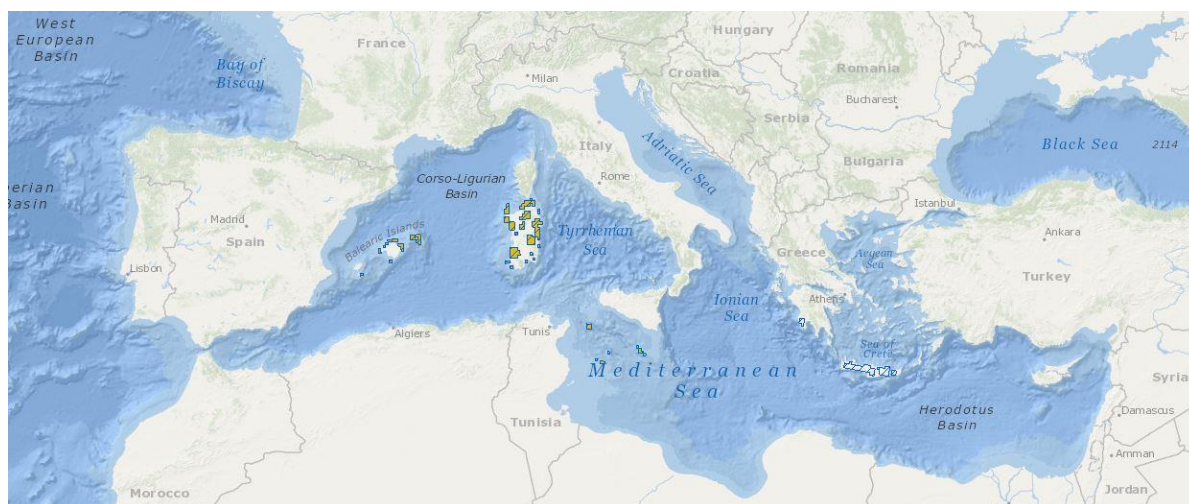 West
European
Basin
Bay of
Biscay
France
Milan
Hungary
Croatia
Romania
Bucharest
Serbia
Adriatic Sea
Italy
Rome
Bulgaria
Black Sea
2114
Corso-Ligurian
Basin
perian
Basin
Madrid
Spain
Balearic Islands
Tyrrhenian
Sea
Istanbul
Ankara
Lisbon
Greece
Aegean
Sea
Turkey
Athens
Ionian
Sea
Algiers
Tunis
Sea of
Crete
Mediterranean
Sea
Syria
Herodotus
Basin
Damascus
Tunisia
Amman
Jordan
Morocco